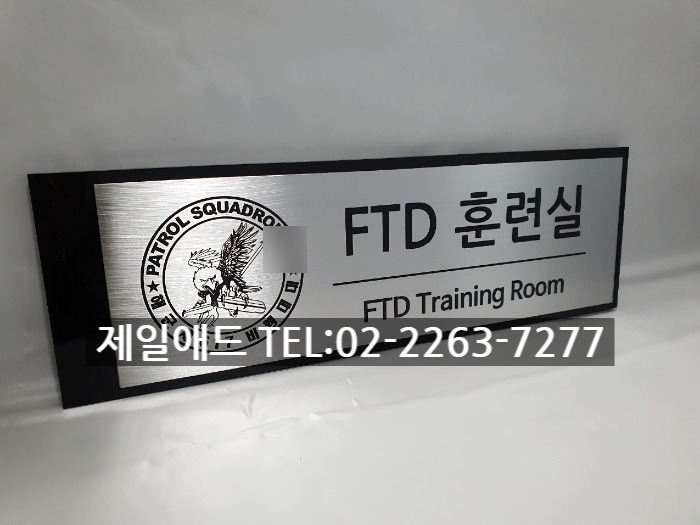 PATROL SQUADRON
FTD 훈련실
FTD Training Room
제일애드 TEL:02-2263-7277